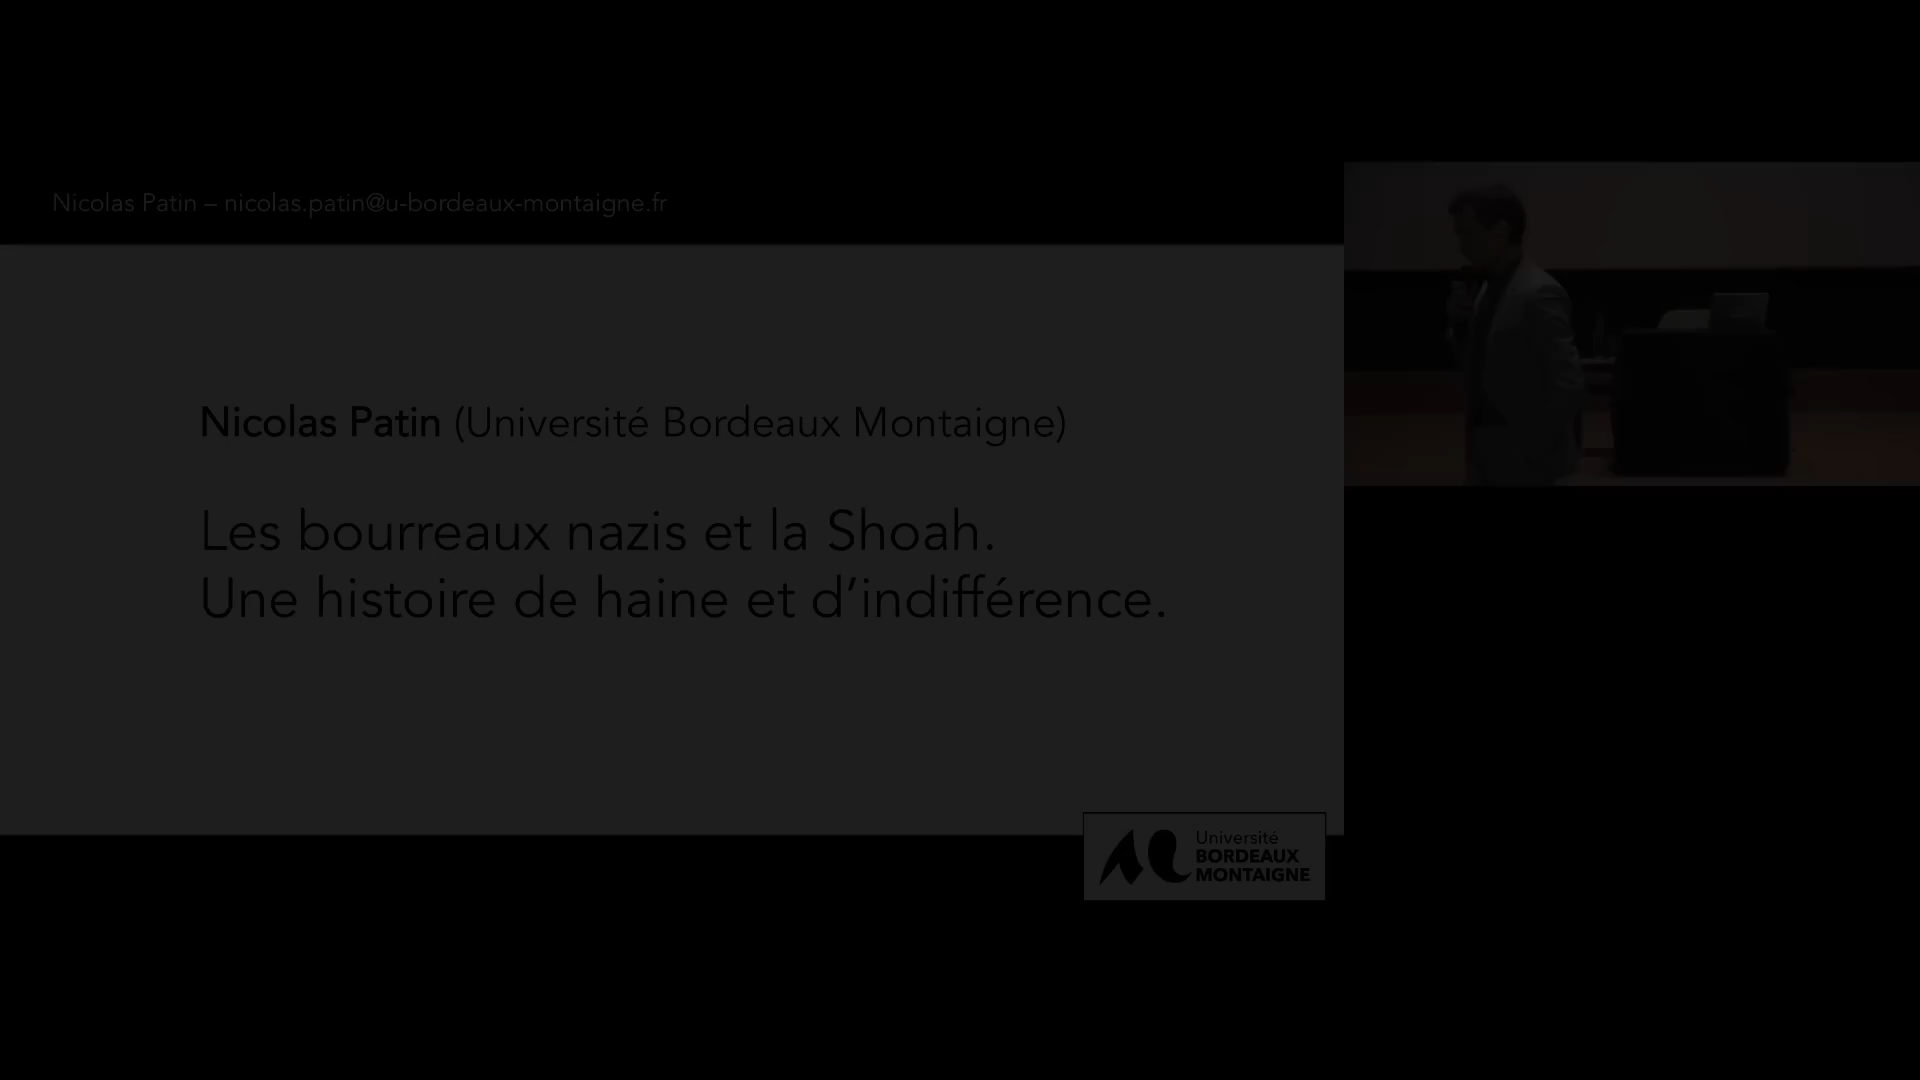 Nicolas Patin – nicolas.patin@u-bordeaux-montaigne.fr
Nicolas Patin (Université Bordeaux Montaigne)
Les bourreaux nazis et la Shoah.
Une histoire de haine et d’indifférence.
Université
BORDEAUX
MONTAIGNE